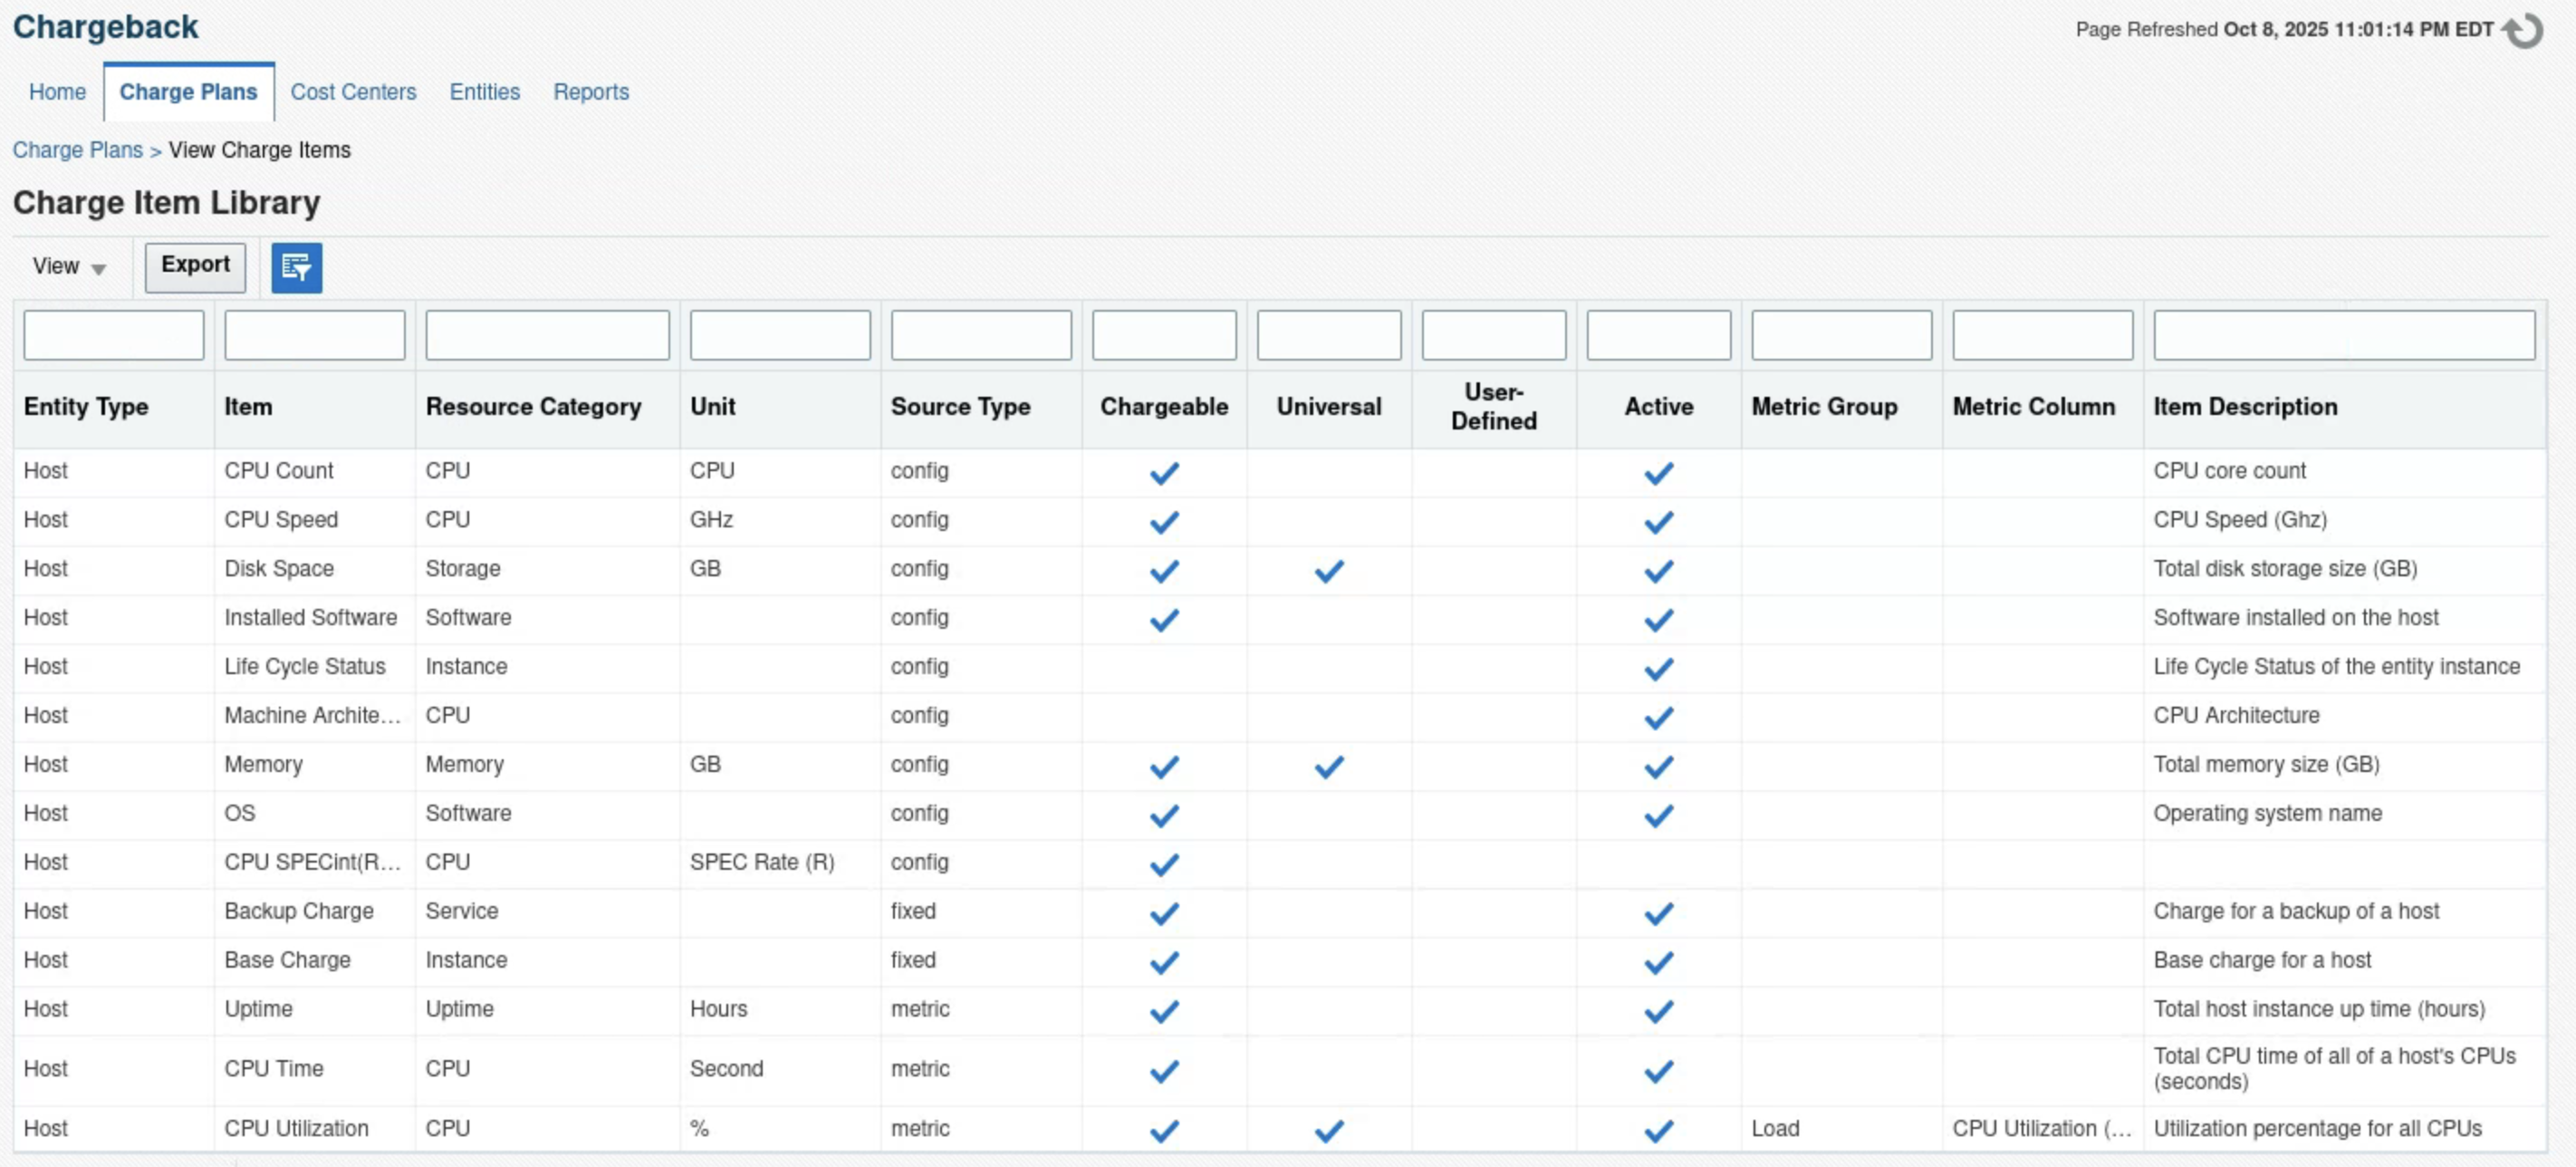 Chargeback
Page Refreshed Oct 8, 2025 11:01:14 PM EDT
Home Charge Plans Cost Centers Entities Reports
Charge Plans > View Charge Items
Charge Item Library
View Export
Entity Type Item Resource Category Unit Source Type Chargeable Universal User-Defined Active Metric Group Metric Column Item Description
Host CPU Count CPU CPU config CPU core count
Host CPU Speed CPU GHz config CPU Speed (Ghz)
Host Disk Space Storage GB config Total disk storage size (GB)
Host Installed Software Software config Software installed on the host
Host Life Cycle Status Instance config Life Cycle Status of the entity instance
Host Machine Archite... CPU config CPU Architecture
Host Memory Memory GB config Total memory size (GB)
Host OS Software config Operating system name
Host CPU SPECint(R... CPU SPEC Rate (R) config
Host Backup Charge Service fixed Charge for a backup of a host
Host Base Charge Instance fixed Base charge for a host
Host Uptime Uptime Hours metric Total host instance up time (hours)
Host CPU Time CPU Second metric Total CPU time of all of a host's CPUs
(seconds)
Host CPU Utilization CPU % metric Load CPU Utilization (... Utilization percentage for all CPUs